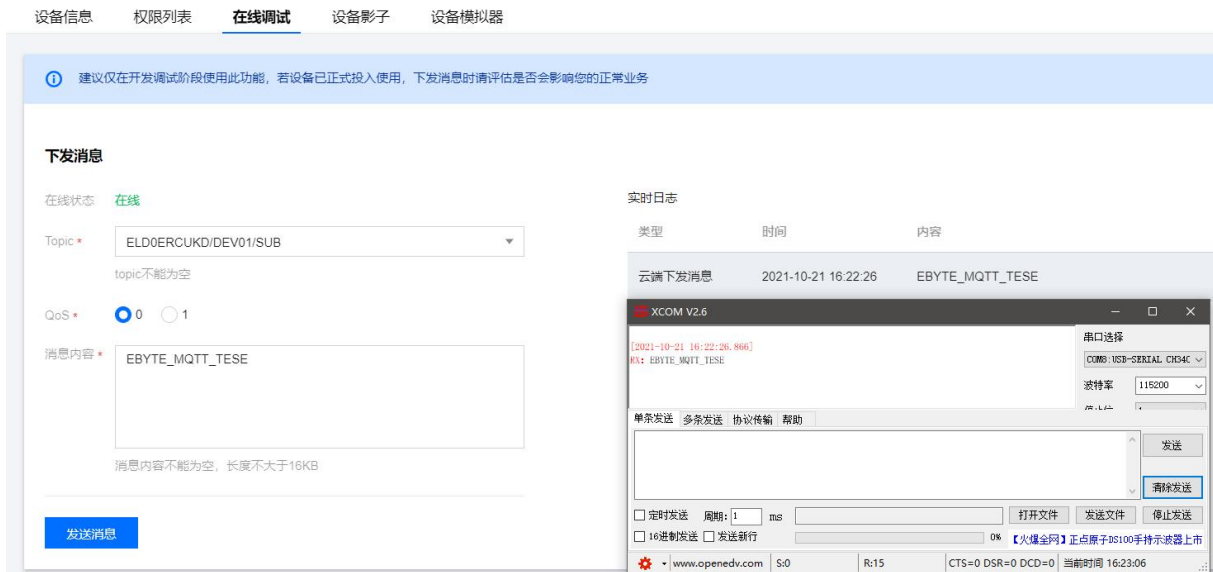 设备信息 权限列表 在线调试 设备影子 设备模拟器
建议仅在开发调试阶段使用此功能，若设备已正式投入使用，下发消息时请评估是否会影响您的正常业务
下发消息
在线状态 在线
Topic * ELD0ERCUKD/DEV01/SUB
topic不能为空
QoS * 0 1
消息内容 * EBYTE_MQTT_TESE
消息内容不能为空，长度不大于16KB
发送消息
实时日志
类型 时间 内容
云端下发消息 2021-10-21 16:22:26 EBYTE_MQTT_TESE
XCOM V2.6
[2021-10-21 16:22:26.866]
RX: EBYTE_MQTT_TESE
串口选择
COM8:USB-SERIAL CH340
波特率 115200
单条发送 多条发送 协议传输 帮助
发送
清除发送
定时发送 周期: 1 ms 打开文件 发送文件 停止发送
16进制发送 发送新行 0% 【火爆全网】正点原子DS100手持示波器上市
www.openedv.com S:0 R:15 CTS=0 DSR=0 DCD=0 当前时间 16:23:06